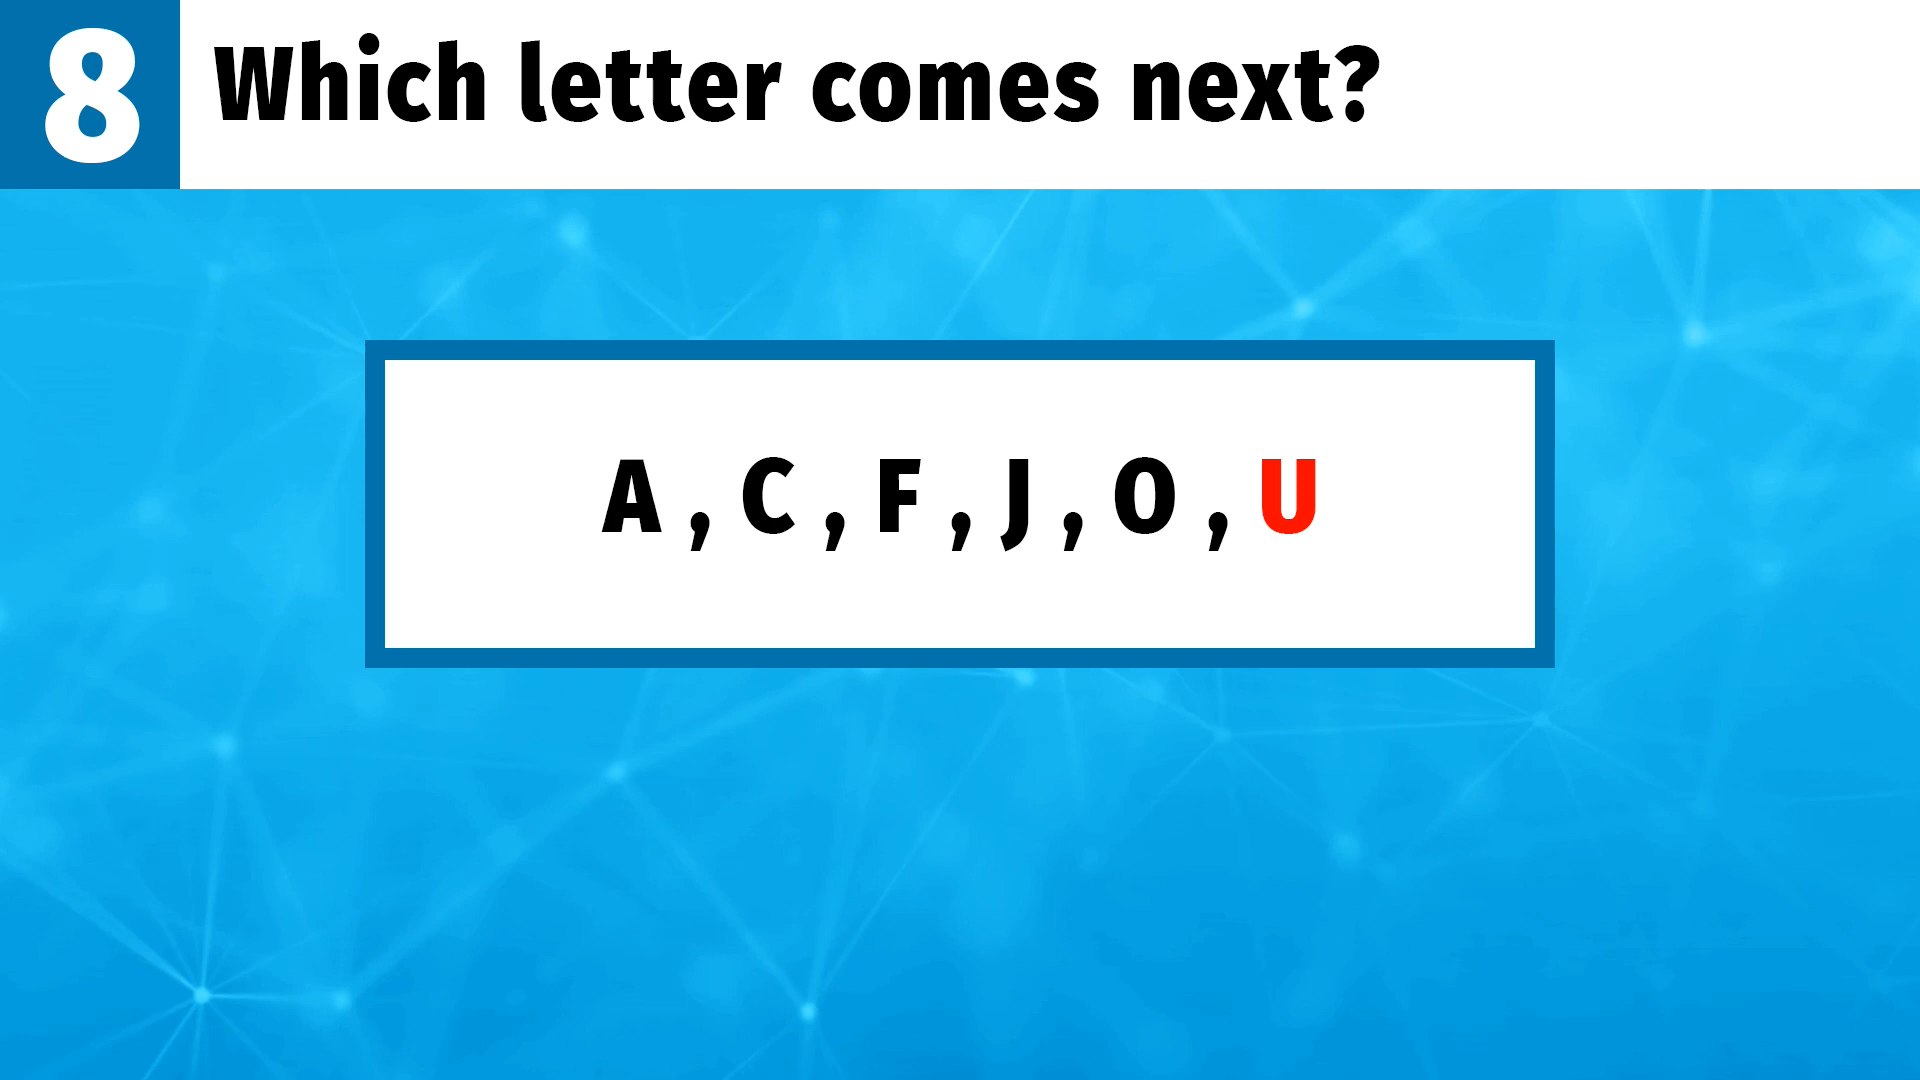 8
Which letter comes next?
A , C , F , J , O , U